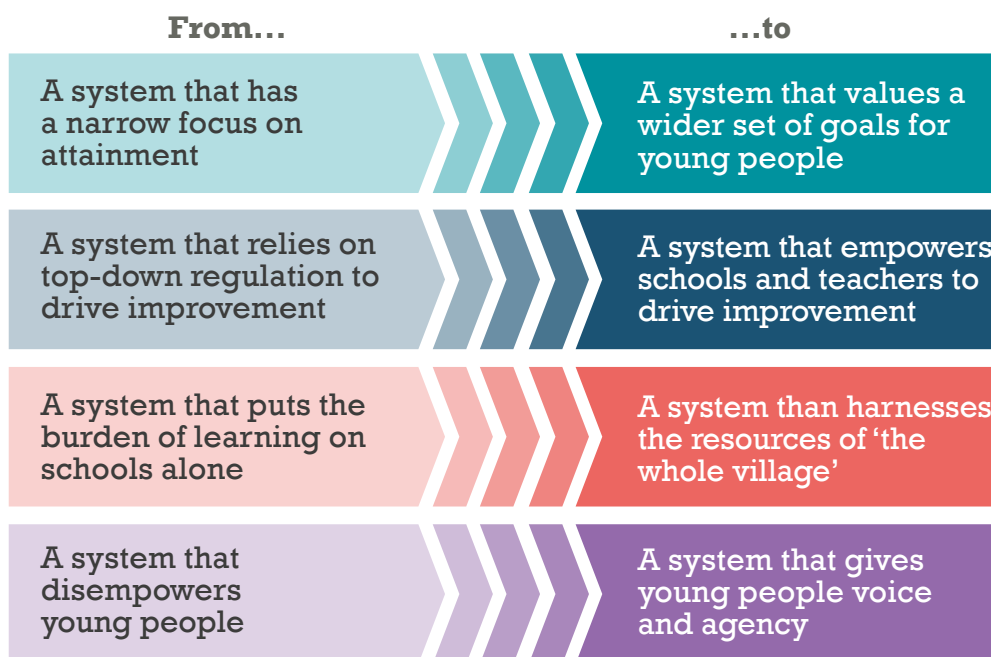 From...
...to
A system that has
a narrow focus on
attainment
A system that values a
wider set of goals for
young people
A system that relies on
top-down regulation to
drive improvement
A system that empowers
schools and teachers to
drive improvement
A system that puts the
burden of learning on
schools alone
A system than harnesses
the resources of ‘the
whole village’
A system that
disempowers
young people
A system that gives
young people voice
and agency